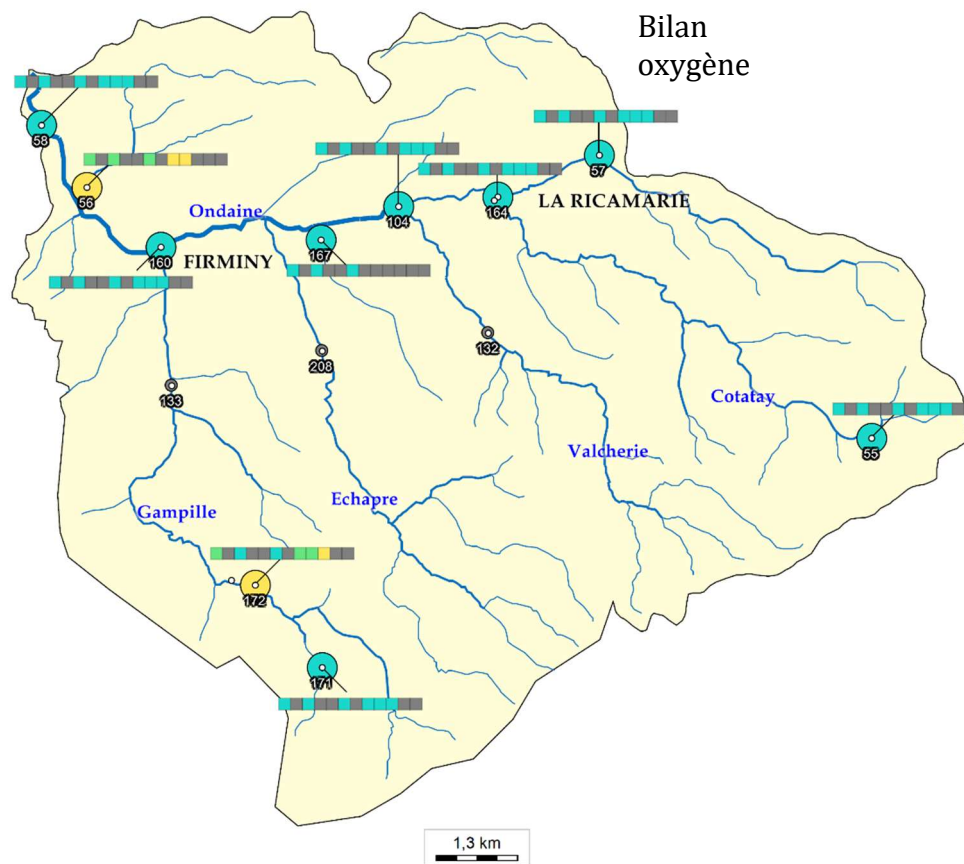 Bilan
oxygène
58
57
56
LA RICAMARIE
164
Ondaine
104
160
FIRMINY
167
132
208
133
Cotatay
Valcherie
55
Echapre
Gampille
172
171
1,3 km